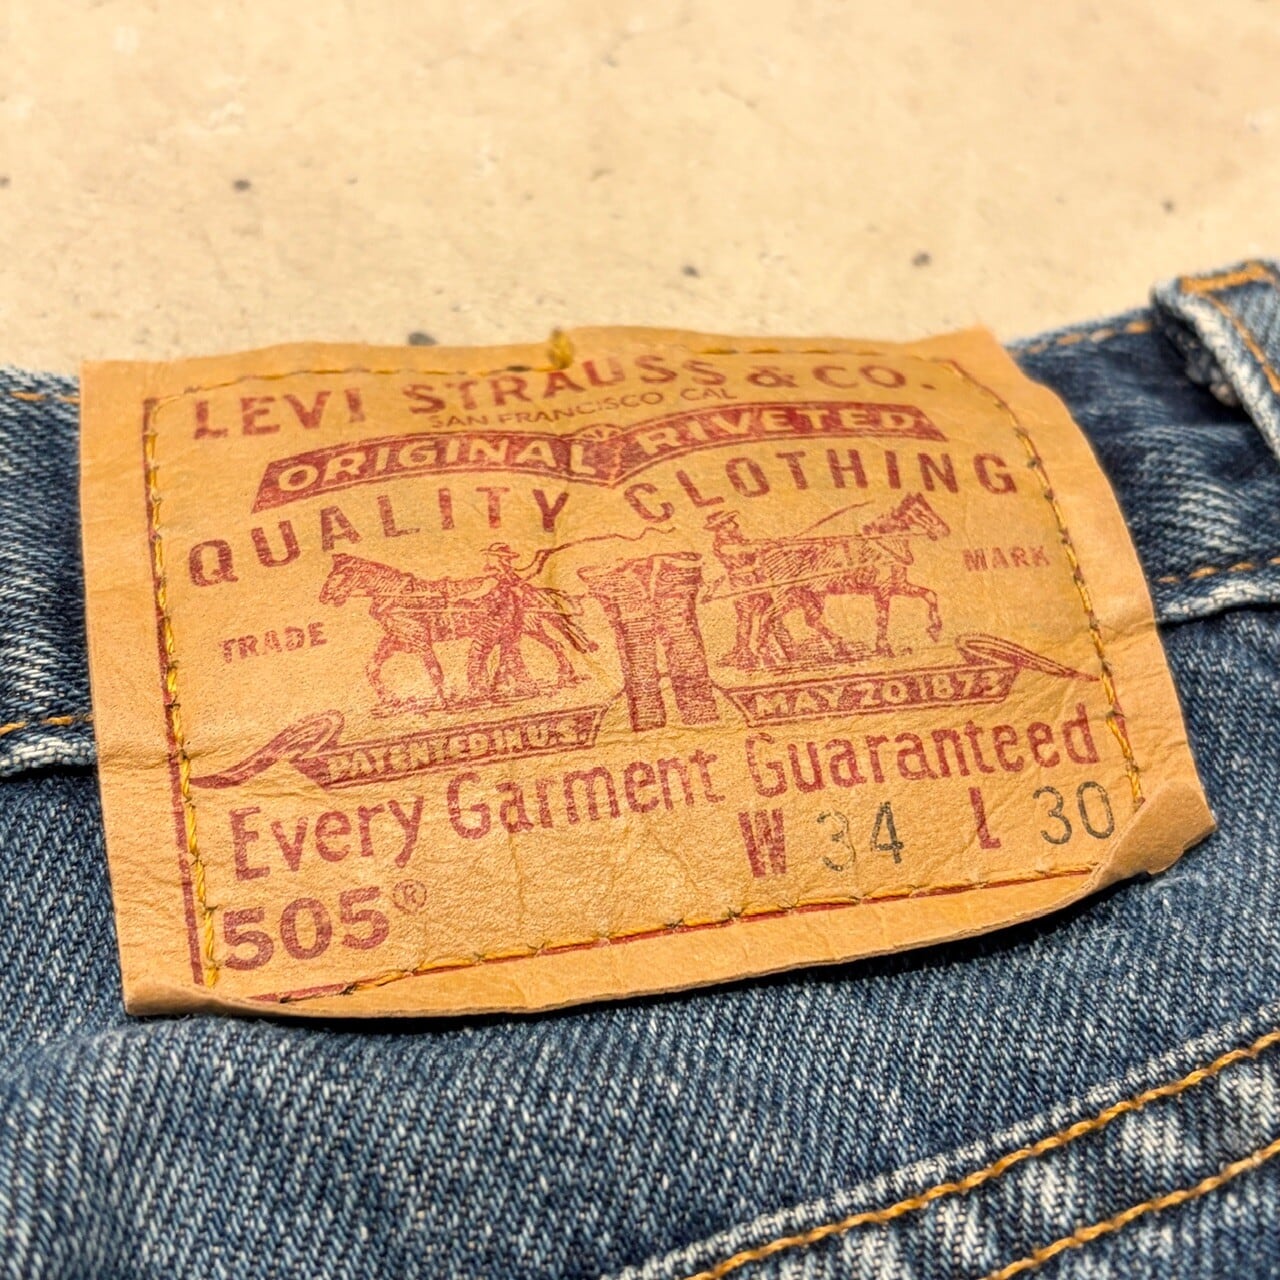 LEVI STRAUSS & CO.
SAN FRANCISCO CAL
ORIGINAL RIVETED
QUALITY CLOTHING
TRADE MARK
PATENTED IN U.S. MAY 20 1873
Every Garment Guaranteed
W 34 L 30
505®